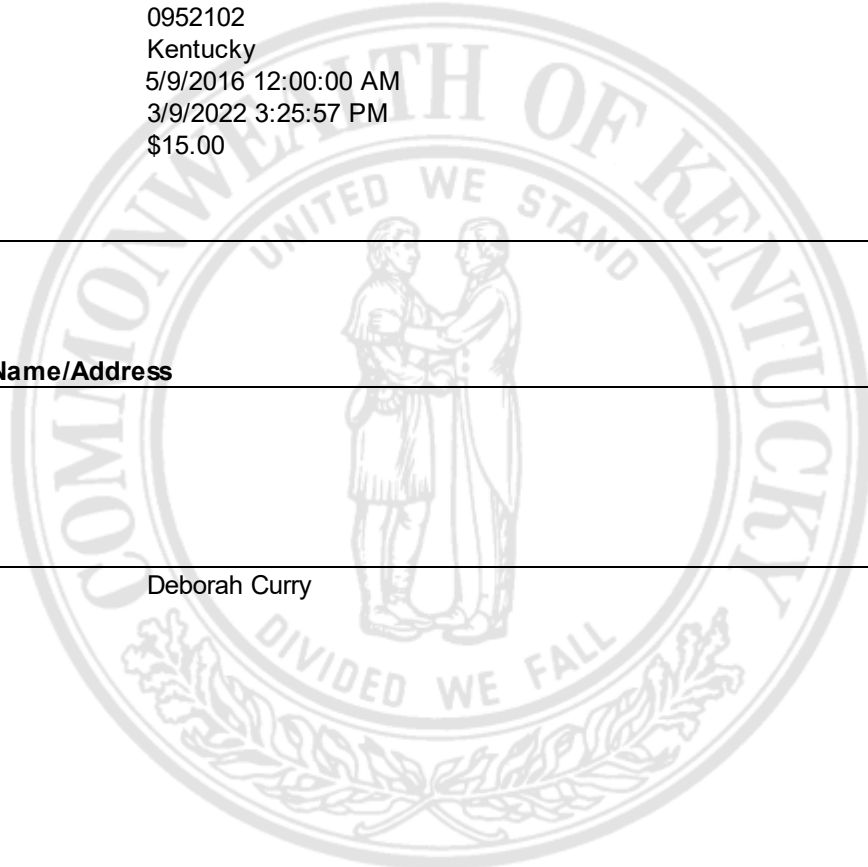 0952102
Kentucky
5/9/2016 12:00:00 AM
3/9/2022 3:25:57 PM
$15.00
COMMONWEALTH OF KENTUCKY
UNITED WE STAND
Name/Address
Deborah Curry
DIVIDED WE FALL